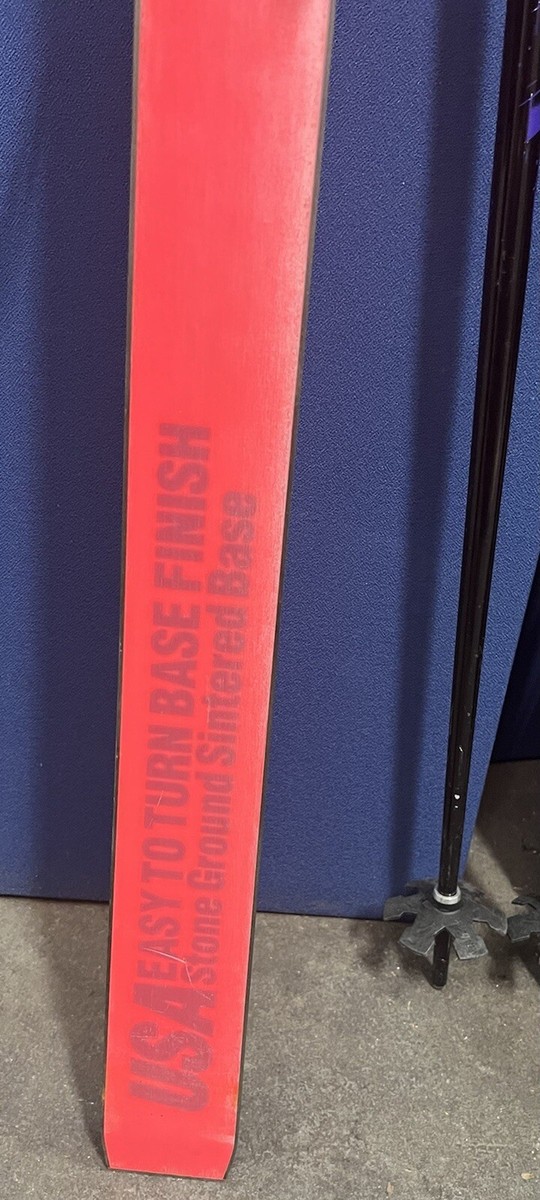 USA EASY TO TURN BASE FINISH
Stone Ground Sintered Base